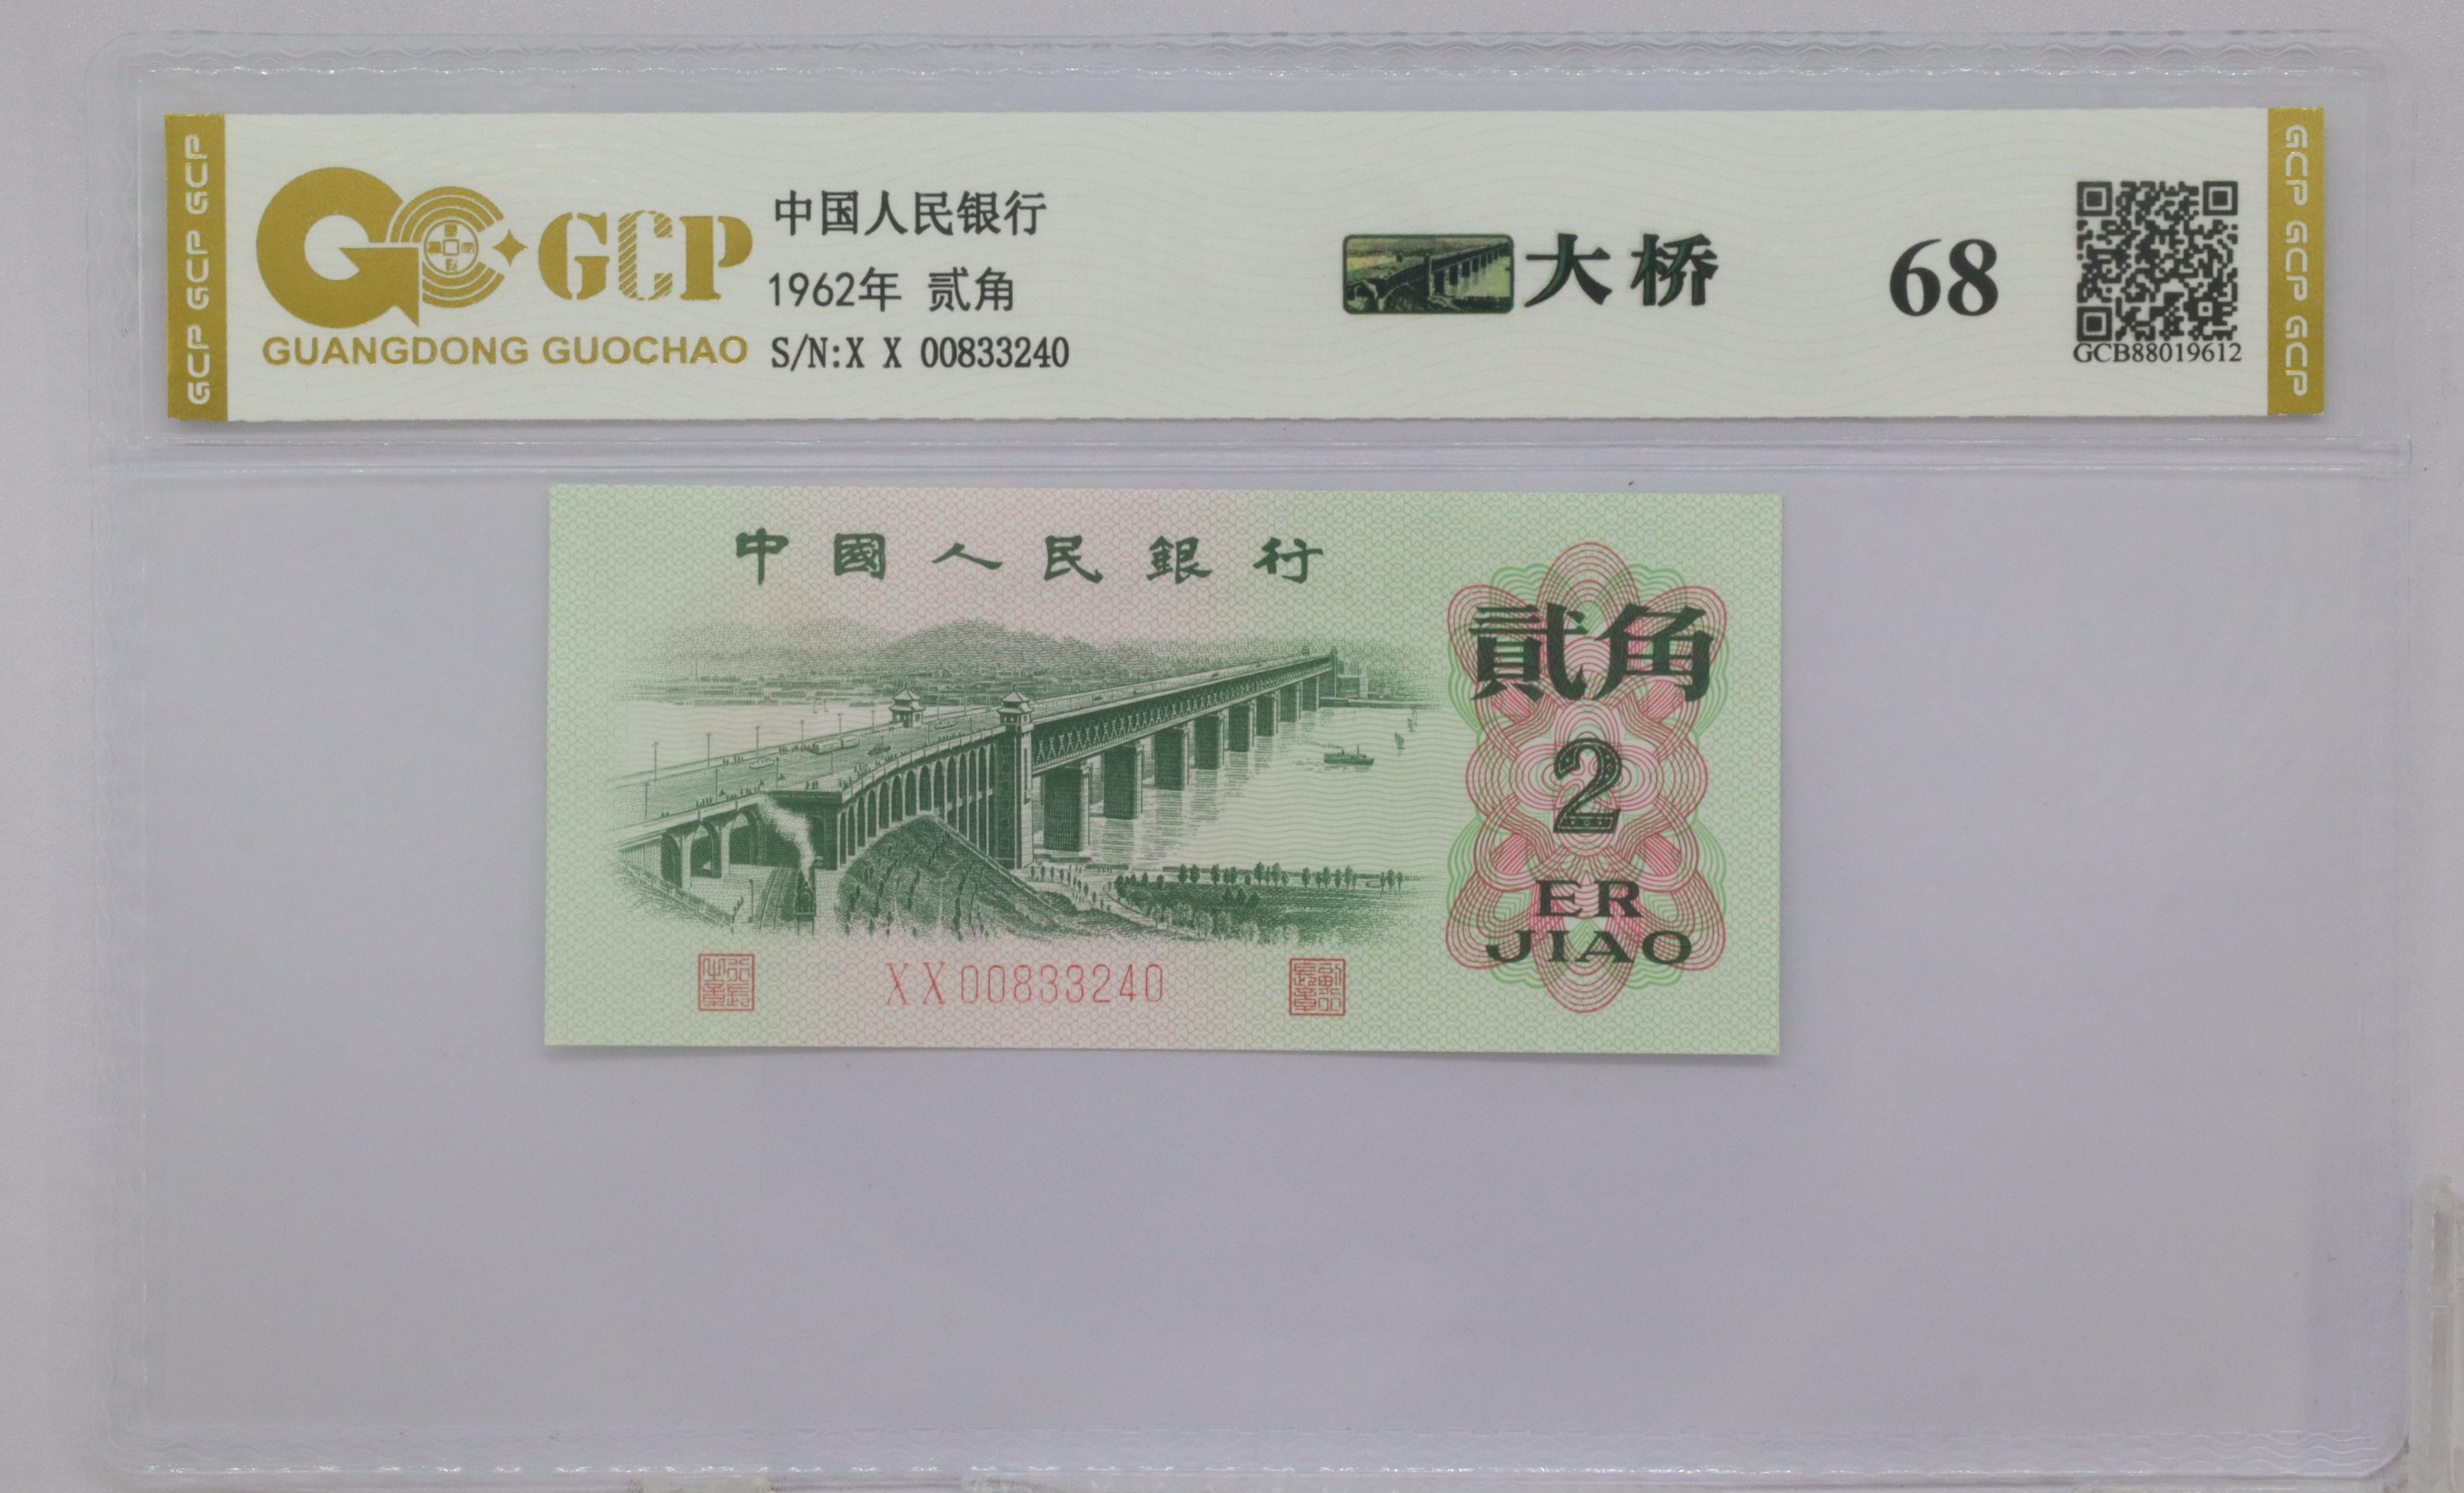 GCP GCP GCP
GCP
GUANGDONG GUOCHAO
中国人民银行
1962年 贰角
S/N:X X 00833240
大桥
68
GCB88019612
GCP GCP GCP
中國人民銀行
貳角
2
ER
JIAO
XX00833240